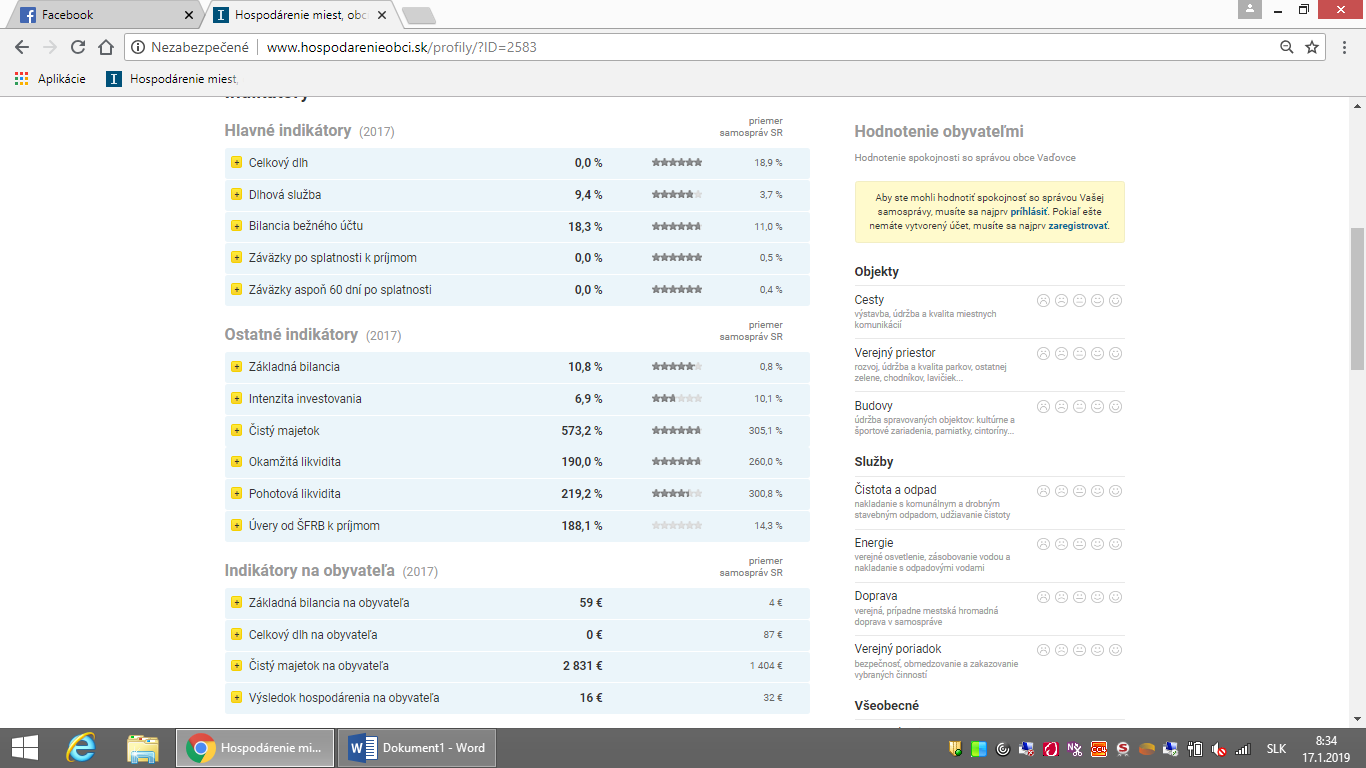 Facebook
Hospodárenie miest, obc
Nezabezpečené
www.hospodarenieobci.sk/profily/?ID=2583
Aplikácie
Hospodárenie miest,
Indikátory
Hlavné indikátory (2017)
priemer
samospráv SR
Celkový dlh 0,0 % 18,9 %
Dlhová služba 9,4 % 3,7 %
Bilancia bežného účtu 18,3 % 11,0 %
Záväzky po splatnosti k príjmom 0,0 % 0,5 %
Záväzky aspoň 60 dní po splatnosti 0,0 % 0,4 %
Ostatné indikátory (2017)
priemer
samospráv SR
Základná bilancia 10,8 % 0,8 %
Intenzita investovania 6,9 % 10,1 %
Čistý majetok 573,2 % 305,1 %
Okamžitá likvidita 190,0 % 260,0 %
Pohotová likvidita 219,2 % 300,8 %
Úvery od ŠFRB k príjmom 188,1 % 14,3 %
Indikátory na obyvateľa (2017)
priemer
samospráv SR
Základná bilancia na obyvateľa 59 € 4 €
Celkový dlh na obyvateľa 0 € 87 €
Čistý majetok na obyvateľa 2 831 € 1 404 €
Výsledok hospodárenia na obyvateľa 16 € 32 €
Hodnotenie obyvateľmi
Hodnotenie spokojnosti so správou obce Vaďovce
Aby ste mohli hodnotiť spokojnosť so správou Vašej
samosprávy, musíte sa najprv prihlásiť. Pokiaľ ešte
nemáte vytvorený účet, musíte sa najprv zaregistrovať.
Objekty
Cesty
výstavba, údržba a kvalita miestnych
komunikácií
Verejný priestor
rozvoj, údržba a kvalita parkov, ostatnej
zelene, chodníkov, lavičiek...
Budovy
údržba spravovaných objektov: kultúrne a
športové zariadenia, pamiatky, cintoríny...
Služby
Čistota a odpad
nakladanie s komunálnym a drobným
stavebným odpadom, udžiavanie čistoty
Energie
verejné osvetlenie, zásobovanie vodou a
nakladanie s odpadovými vodami
Doprava
verejná, prípadne mestská hromadná
doprava v samospráve
Verejný poriadok
bezpečnosť, obmedzovanie a zakazovanie
vybraných činností
Všeobecné
Hospodárenie mi...
Dokument1 - Word
SLK
8:34
17.1.2019